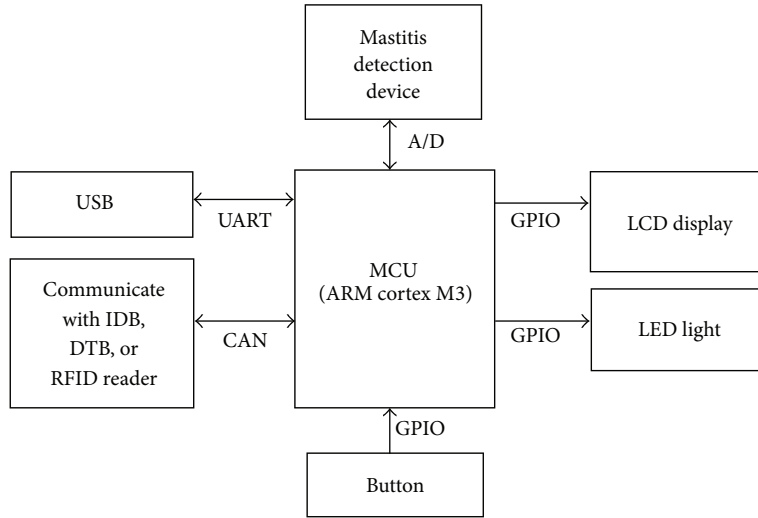 Mastitis
detection
device
A/D
USB
UART
GPIO
LCD display
MCU
(ARM cortex M3)
Communicate
with IDB,
DTB, or
RFID reader
CAN
GPIO
LED light
GPIO
Button